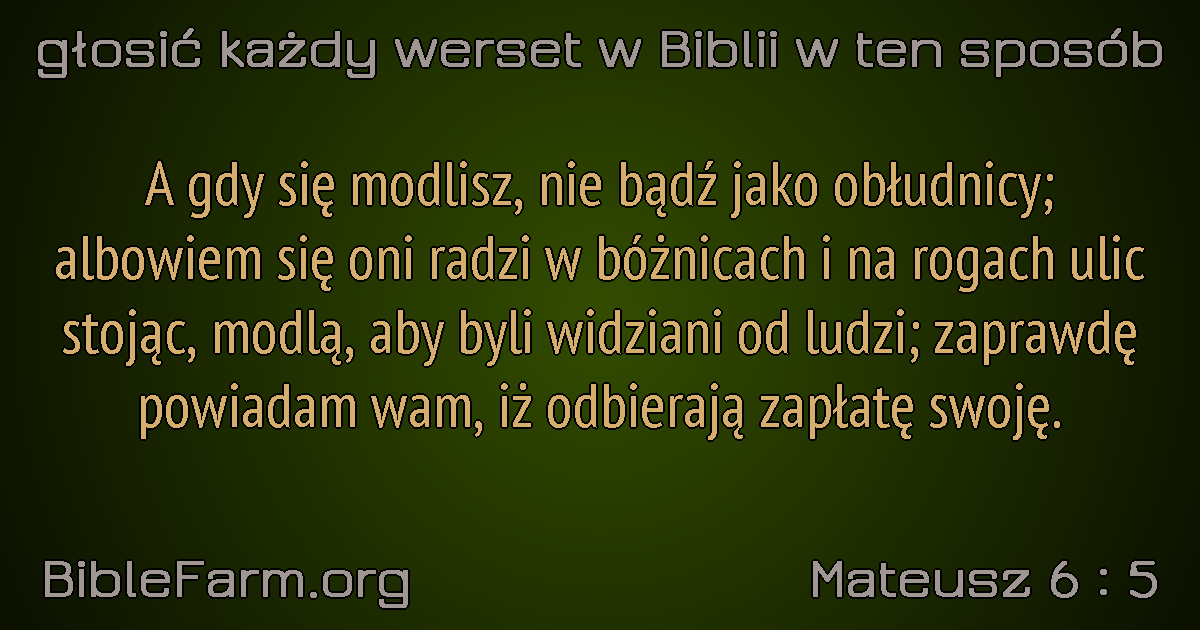 głosić każdy werset w Biblii w ten sposób
A gdy się modlisz, nie bądź jako obłudnicy;
albowiem się oni radzi w bóżnicach i na rogach ulic
stojąc, modlą, aby byli widziani od ludzi; zaprawdę
powiadam wam, iż odbierają zapłatę swoję.
BibleFarm.org
Mateusz 6 : 5